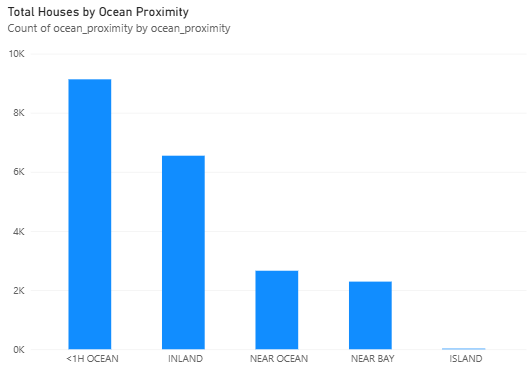 Total Houses by Ocean Proximity
Count of ocean_proximity by ocean_proximity
10K
8K
6K
4K
2K
0K
<1H OCEAN
INLAND
NEAR OCEAN
NEAR BAY
ISLAND